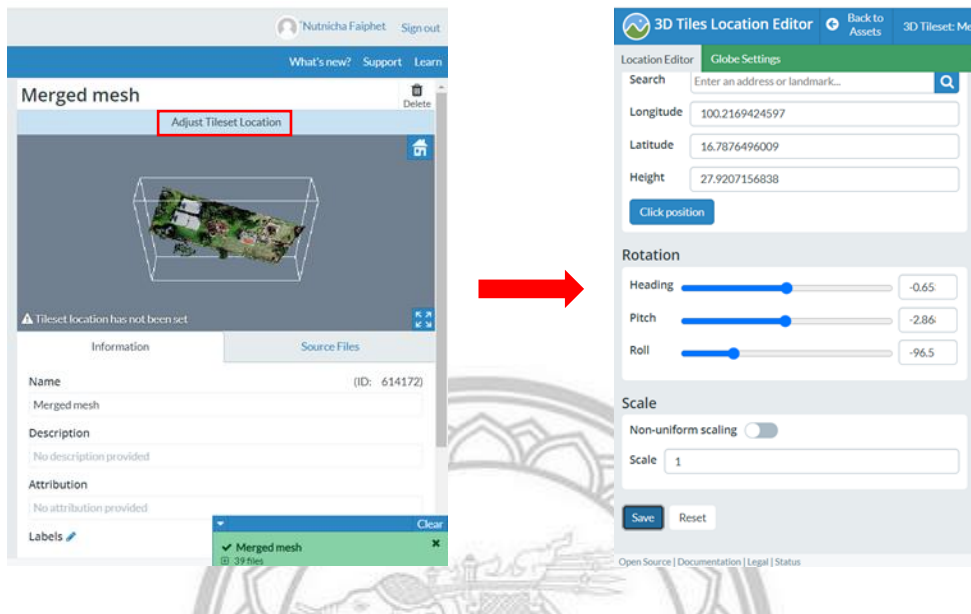 'Nutnicha Faiphet Sign out
What's new? Support Learn
Merged mesh
Delete
Adjust Tileset Location
Tileset location has not been set
Information Source Files
Name (ID: 614172)
Merged mesh
Description
No description provided
Attribution
No attribution provided
Labels
Clear
Merged mesh
39 files
3D Tiles Location Editor Back to Assets 3D Tileset: Me
Location Editor Globe Settings
Search Enter an address or landmark...
Longitude 100.2169424597
Latitude 16.7876496009
Height 27.9207156838
Click position
Rotation
Heading -0.65
Pitch -2.86
Roll -96.5
Scale
Non-uniform scaling
Scale 1
Save Reset
Open Source | Documentation | Legal | Status